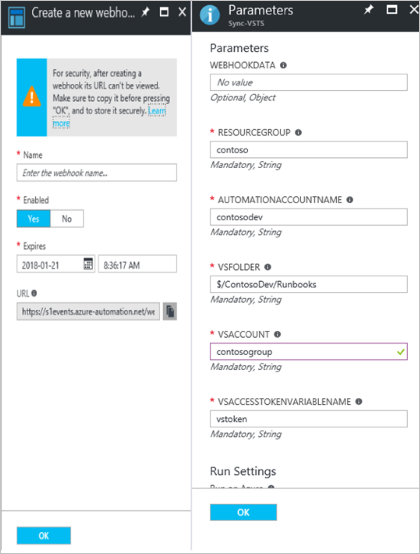 Create a new webho...
For security, after creating a
webhook its URL can't be viewed.
Make sure to copy it before pressing
"OK", and to store it securely. Learn
more
* Name
Enter the webhook name...
* Enabled
Yes No
* Expires
2018-01-21 8:36:17 AM
URL
https://s1events.azure-automation.net/we
OK
Parameters
Sync-VSTS
Parameters
WEBHOOKDATA
No value
Optional, Object
* RESOURCEGROUP
contoso
Mandatory, String
* AUTOMATIONACCOUNTNAME
contosodev
Mandatory, String
* VSFOLDER
$/ContosoDev/Runbooks
Mandatory, String
* VSACCOUNT
contosogroup
Mandatory, String
* VSACCESSTOKENVARIABLENAME
vstoken
Mandatory, String
Run Settings
Run on Azure
OK